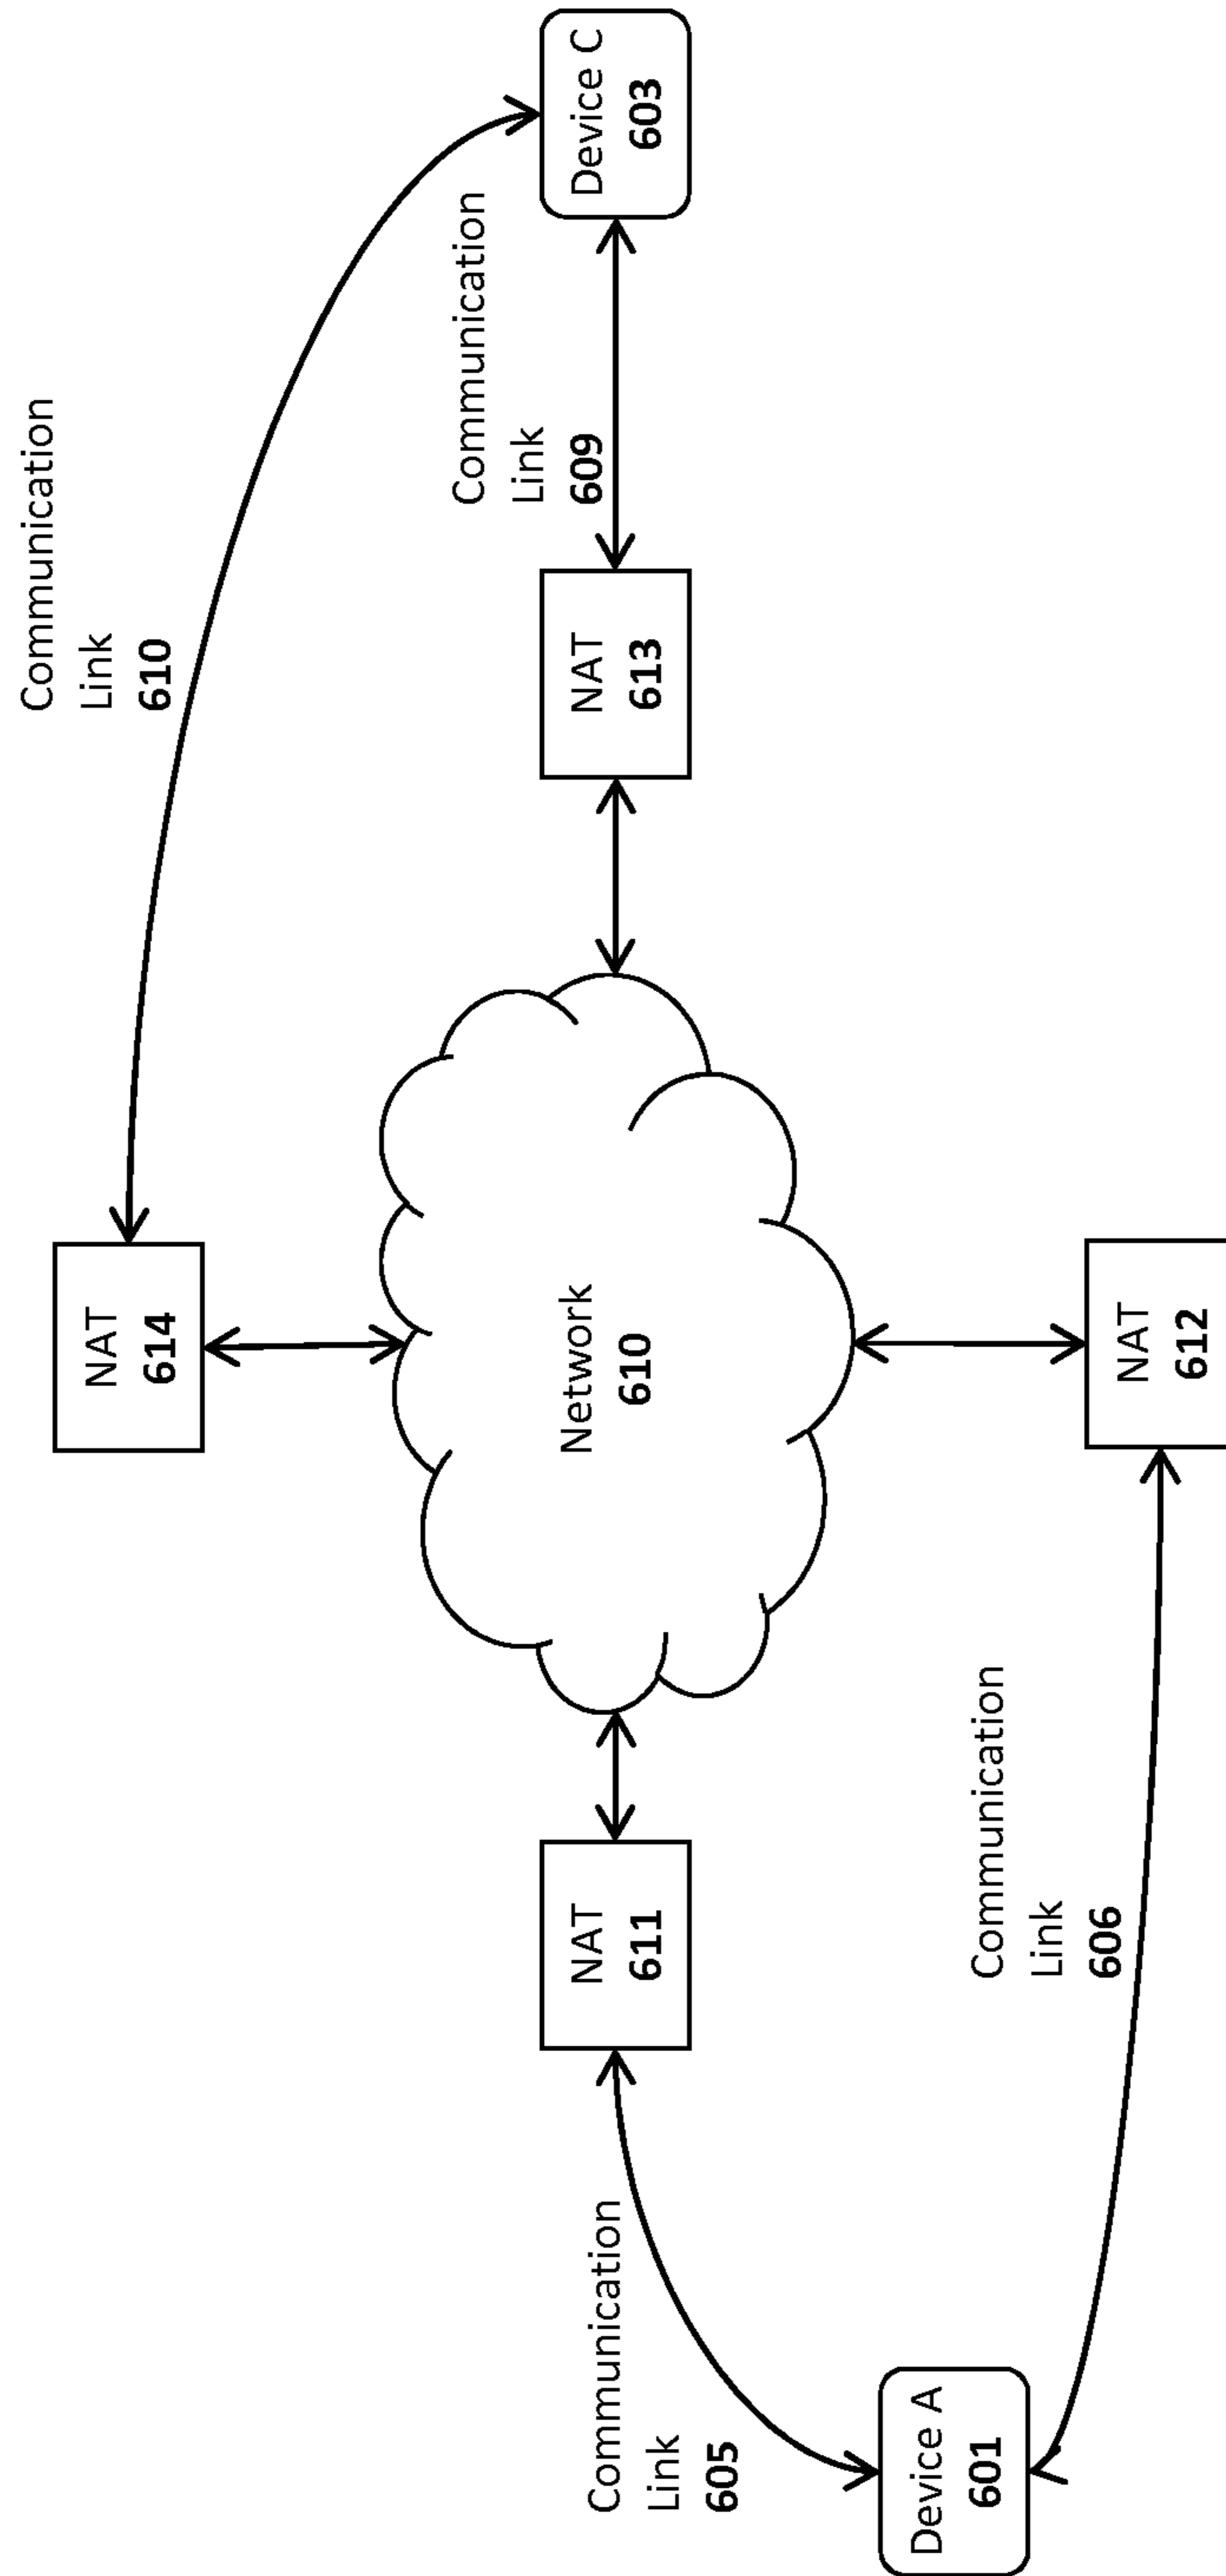 Communication
Link
610
NAT
614
Communication
Link
609
Device C
603
NAT
613
Network
610
NAT
611
Communication
Link
605
Device A
601
Communication
Link
606
NAT
612